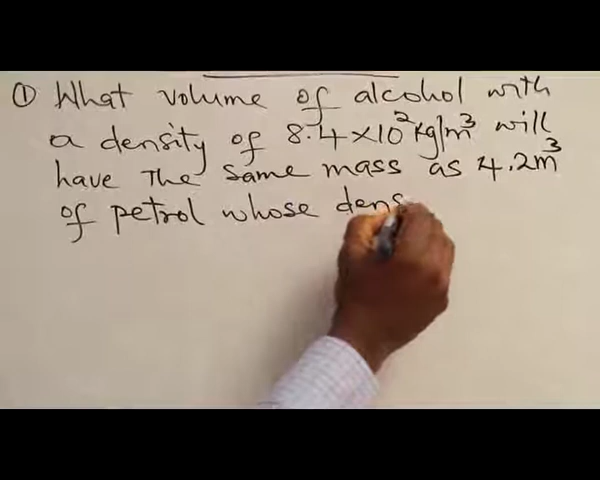 ① What volume of alcohol with
a density of 8.4×10² kg/m³ will
have the same mass as 4.2m³
of petrol whose dens